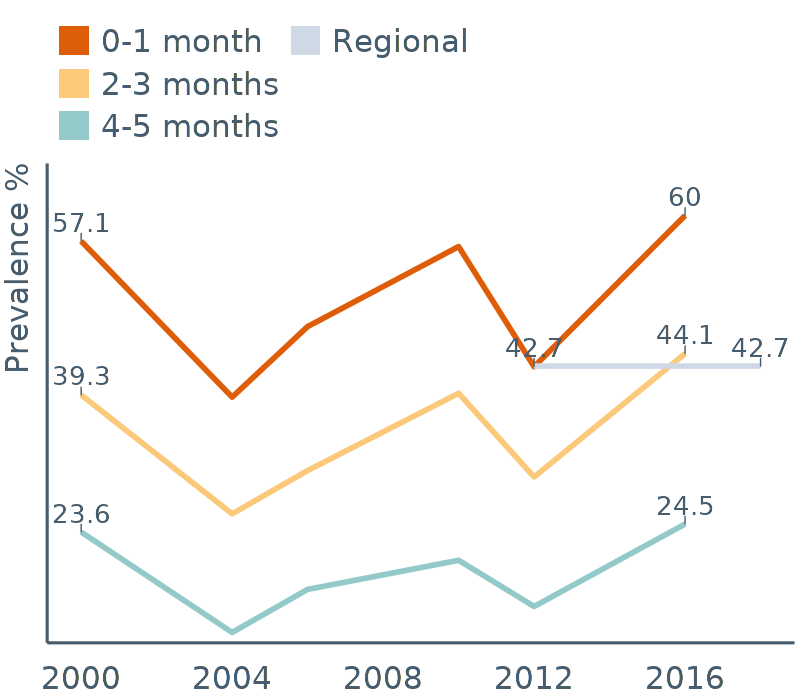 0-1 month
Regional
2-3 months
4-5 months
Prevalence %
57.1
60
42.7
44.1
42.7
39.3
23.6
24.5
2000 2004 2008 2012 2016